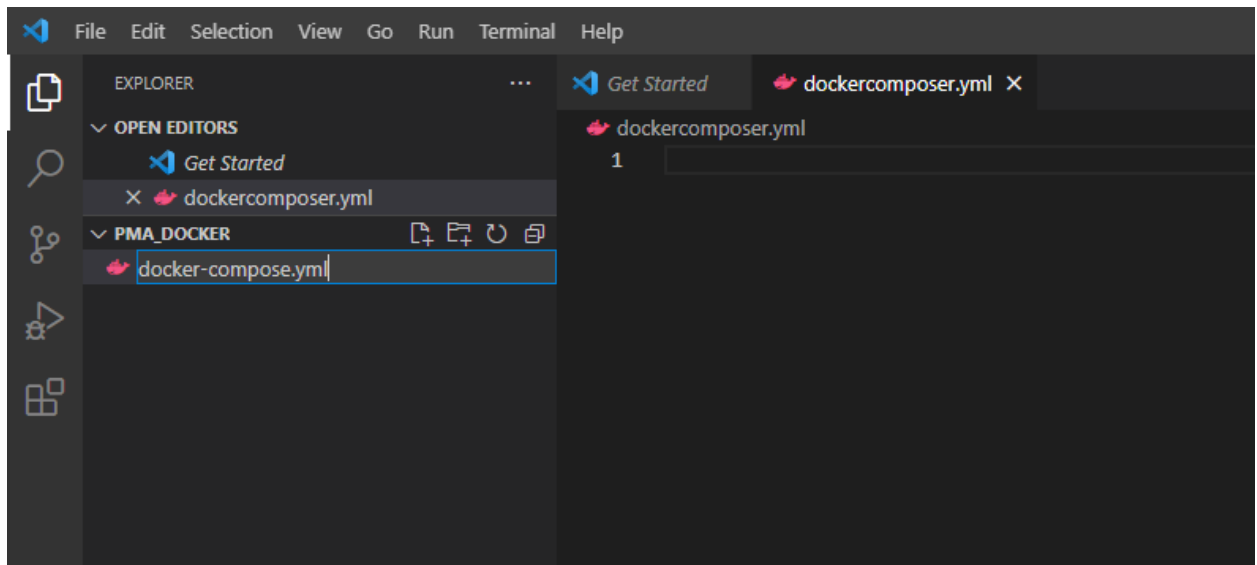 File Edit Selection View Go Run Terminal Help
EXPLORER
OPEN EDITORS
Get Started
dockercomposer.yml
PMA_DOCKER
docker-compose.yml
Get Started dockercomposer.yml
dockercomposer.yml
1